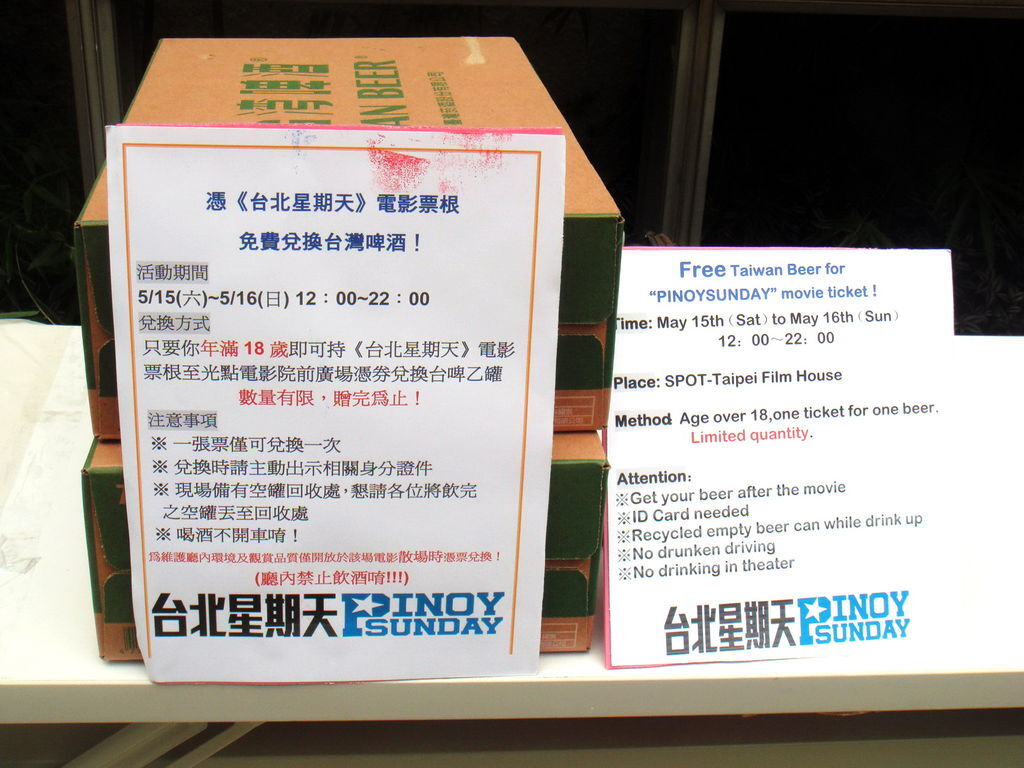 AN BEER®
憑《台北星期天》電影票根
免費兌換台灣啤酒！
活動期間
5/15(六)~5/16(日) 12：00~22：00
兌換方式
只要你年滿 18 歲即可持《台北星期天》電影
票根至光點電影院前廣場憑券兌換台啤乙罐
數量有限，贈完為止！
注意事項
※ 一張票僅可兌換一次
※ 兌換時請主動出示相關身分證件
※ 現場備有空罐回收處，懇請各位將飲完
之空罐丟至回收處
※ 喝酒不開車唷！
為維護廳內環境及觀賞品質僅開放於該場電影散場時憑票兌換！
(廳內禁止飲酒唷!!!)
台北星期天 PINOY
SUNDAY
Free Taiwan Beer for
“PINOYSUNDAY” movie ticket !
Time: May 15th (Sat) to May 16th (Sun)
12：00～22：00
Place: SPOT-Taipei Film House
Method: Age over 18,one ticket for one beer.
Limited quantity.
Attention:
※Get your beer after the movie
※ID Card needed
※Recycled empty beer can while drink up
※No drunken driving
※No drinking in theater
台北星期天 PINOY
SUNDAY